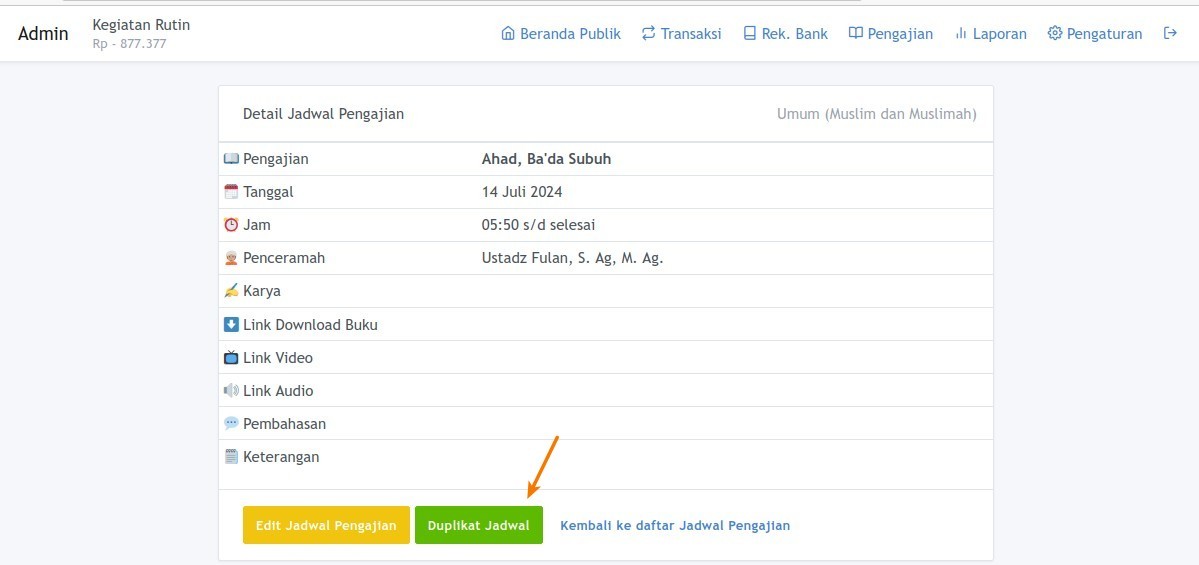 Admin
Kegiatan Rutin
Rp - 877.377
Beranda Publik
Transaksi
Rek. Bank
Pengajian
Laporan
Pengaturan
Detail Jadwal Pengajian
Umum (Muslim dan Muslimah)
Pengajian Ahad, Ba'da Subuh
Tanggal 14 Juli 2024
Jam 05:50 s/d selesai
Penceramah Ustadz Fulan, S. Ag, M. Ag.
Karya
Link Download Buku
Link Video
Link Audio
Pembahasan
Keterangan
Edit Jadwal Pengajian
Duplikat Jadwal
Kembali ke daftar Jadwal Pengajian